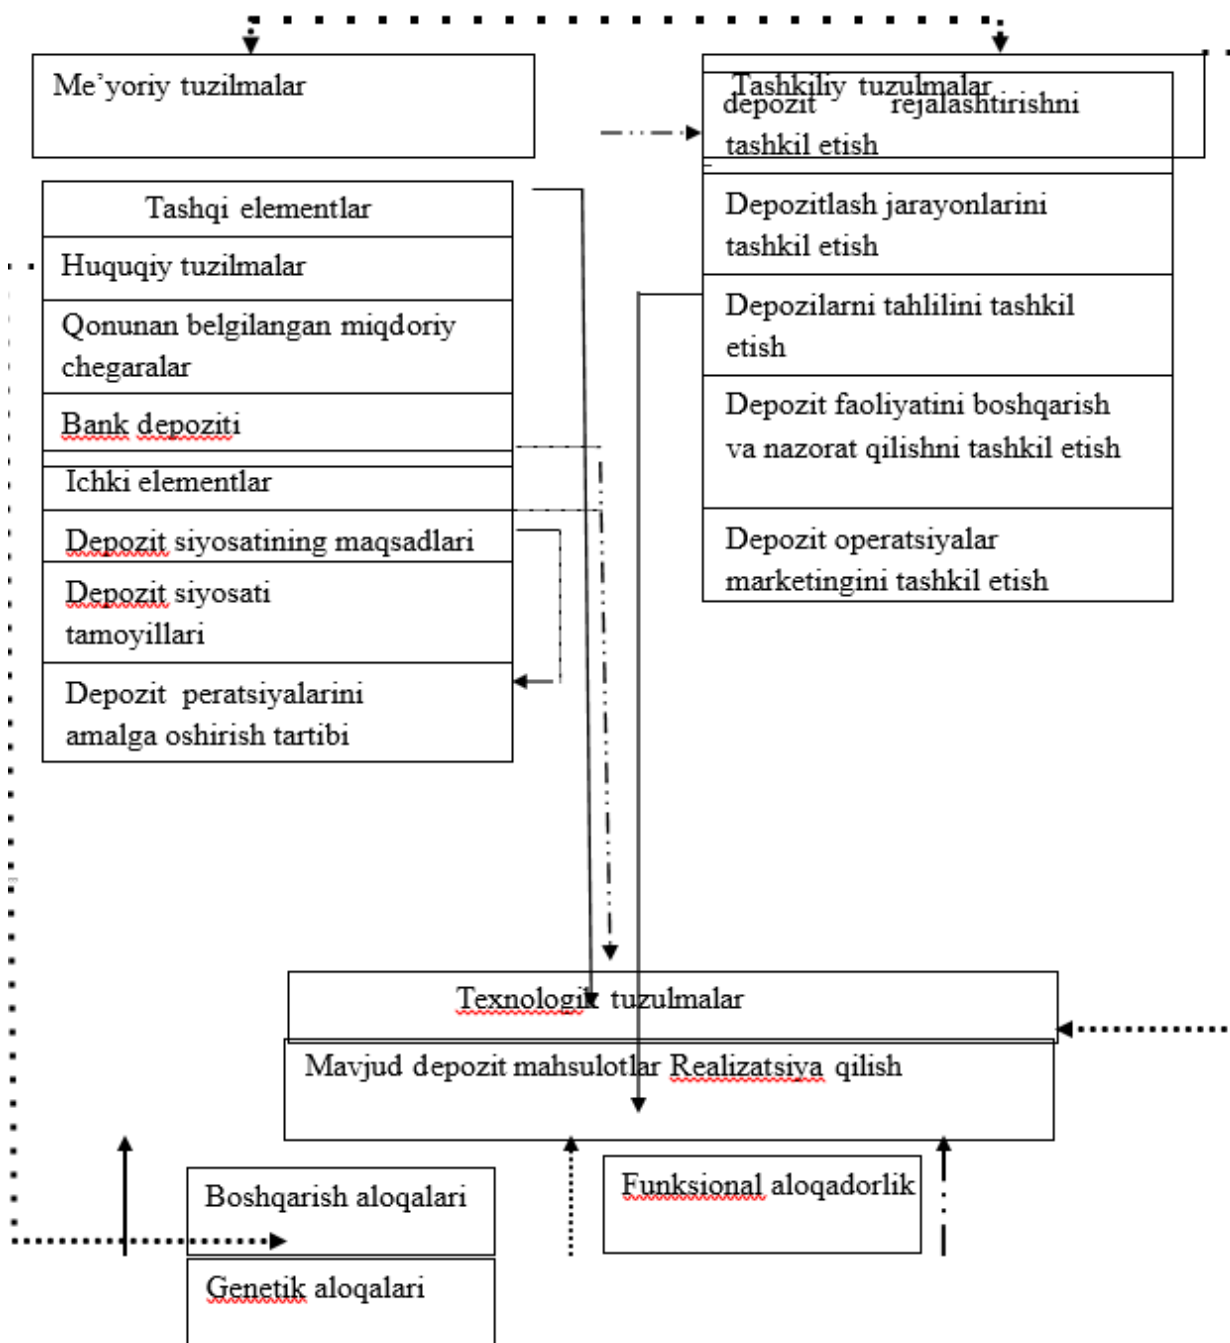 Me’yoriy tuzilmalar
Tashqi elementlar
Huquqiy tuzilmalar
Qonunan belgilangan miqdoriy
chegaralar
Bank depoziti
Ichki elementlar
Depozit siyosatining maqsadlari
Depozit siyosati
tamoyillari
Depozit peratsiyalarini
amalga oshirish tartibi
Tashkiliy tuzulmalar
depozit rejalashtirishni
tashkil etish
Depozitlash jarayonlarini
tashkil etish
Depozilarni tahlilini tashkil
etish
Depozit faoliyatini boshqarish
va nazorat qilishni tashkil etish
Depozit operatsiyalar
marketingini tashkil etish
Texnologik tuzulmalar
Mavjud depozit mahsulotlar Realizatsiya qilish
Boshqarish aloqalari
Genetik aloqalari
Funksional aloqadorlik